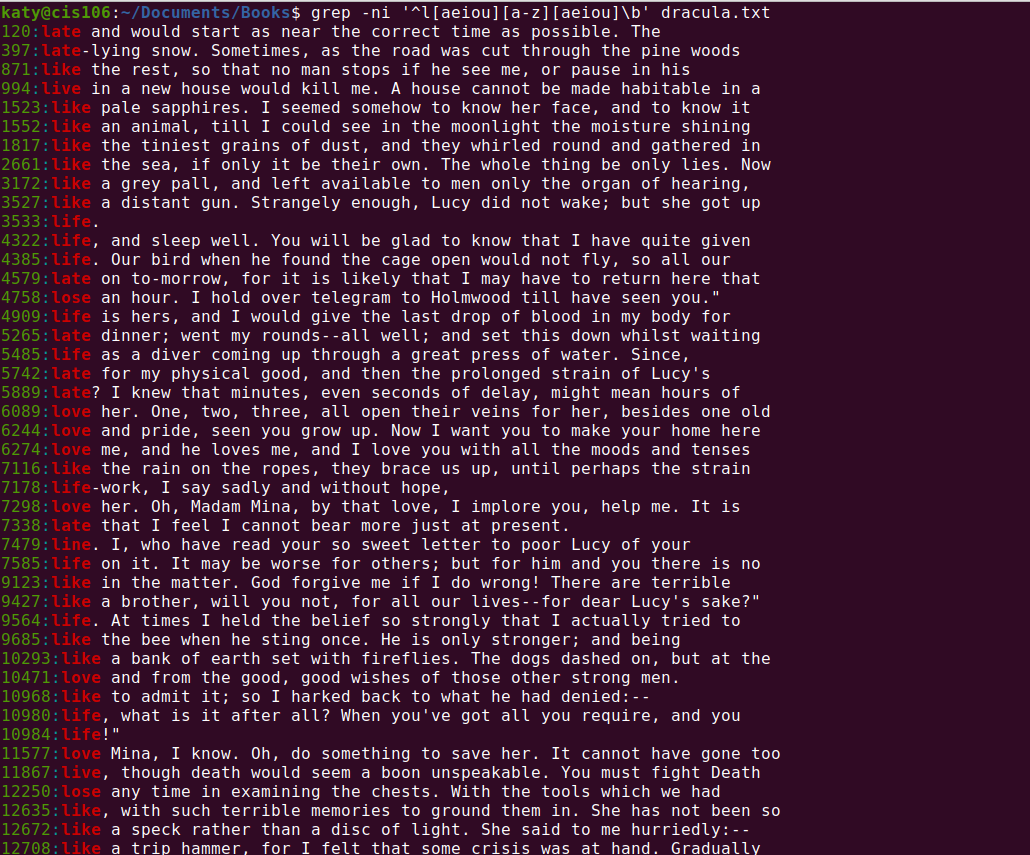 katy@cis106:~/Documents/Books$ grep -ni '^l[aeiou][a-z][aeiou]\b' dracula.txt
120:late and would start as near the correct time as possible. The
397:late-lying snow. Sometimes, as the road was cut through the pine woods
871:like the rest, so that no man stops if he see me, or pause in his
994:live in a new house would kill me. A house cannot be made habitable in a
1523:like pale sapphires. I seemed somehow to know her face, and to know it
1552:like an animal, till I could see in the moonlight the moisture shining
1817:like the tiniest grains of dust, and they whirled round and gathered in
2661:like the sea, if only it be their own. The whole thing be only lies. Now
3172:like a grey pall, and left available to men only the organ of hearing,
3527:like a distant gun. Strangely enough, Lucy did not wake; but she got up
3533:life.
4322:life, and sleep well. You will be glad to know that I have quite given
4385:life. Our bird when he found the cage open would not fly, so all our
4579:late on to-morrow, for it is likely that I may have to return here that
4758:lose an hour. I hold over telegram to Holmwood till have seen you."
4909:life is hers, and I would give the last drop of blood in my body for
5265:late dinner; went my rounds--all well; and set this down whilst waiting
5485:life as a diver coming up through a great press of water. Since,
5742:late for my physical good, and then the prolonged strain of Lucy's
5889:late? I knew that minutes, even seconds of delay, might mean hours of
6089:love her. One, two, three, all open their veins for her, besides one old
6244:love and pride, seen you grow up. Now I want you to make your home here
6274:love me, and he loves me, and I love you with all the moods and tenses
7116:like the rain on the ropes, they brace us up, until perhaps the strain
7178:life-work, I say sadly and without hope,
7298:love her. Oh, Madam Mina, by that love, I implore you, help me. It is
7338:late that I feel I cannot bear more just at present.
7479:line. I, who have read your so sweet letter to poor Lucy of your
7585:life on it. It may be worse for others; but for him and you there is no
9123:like in the matter. God forgive me if I do wrong! There are terrible
9427:like a brother, will you not, for all our lives--for dear Lucy's sake?"
9564:life. At times I held the belief so strongly that I actually tried to
9685:like the bee when he sting once. He is only stronger; and being
10293:like a bank of earth set with fireflies. The dogs dashed on, but at the
10471:love and from the good, good wishes of those other strong men.
10968:like to admit it; so I harked back to what he had denied:--
10980:life, what is it after all? When you've got all you require, and you
10984:life!"
11577:love Mina, I know. Oh, do something to save her. It cannot have gone too
11867:live, though death would seem a boon unspeakable. You must fight Death
12250:lose any time in examining the chests. With the tools which we had
12635:like, with such terrible memories to ground them in. She has not been so
12672:like a speck rather than a disc of light. She said to me hurriedly:--
12708:like a trip hammer, for I felt that some crisis was at hand. Gradually